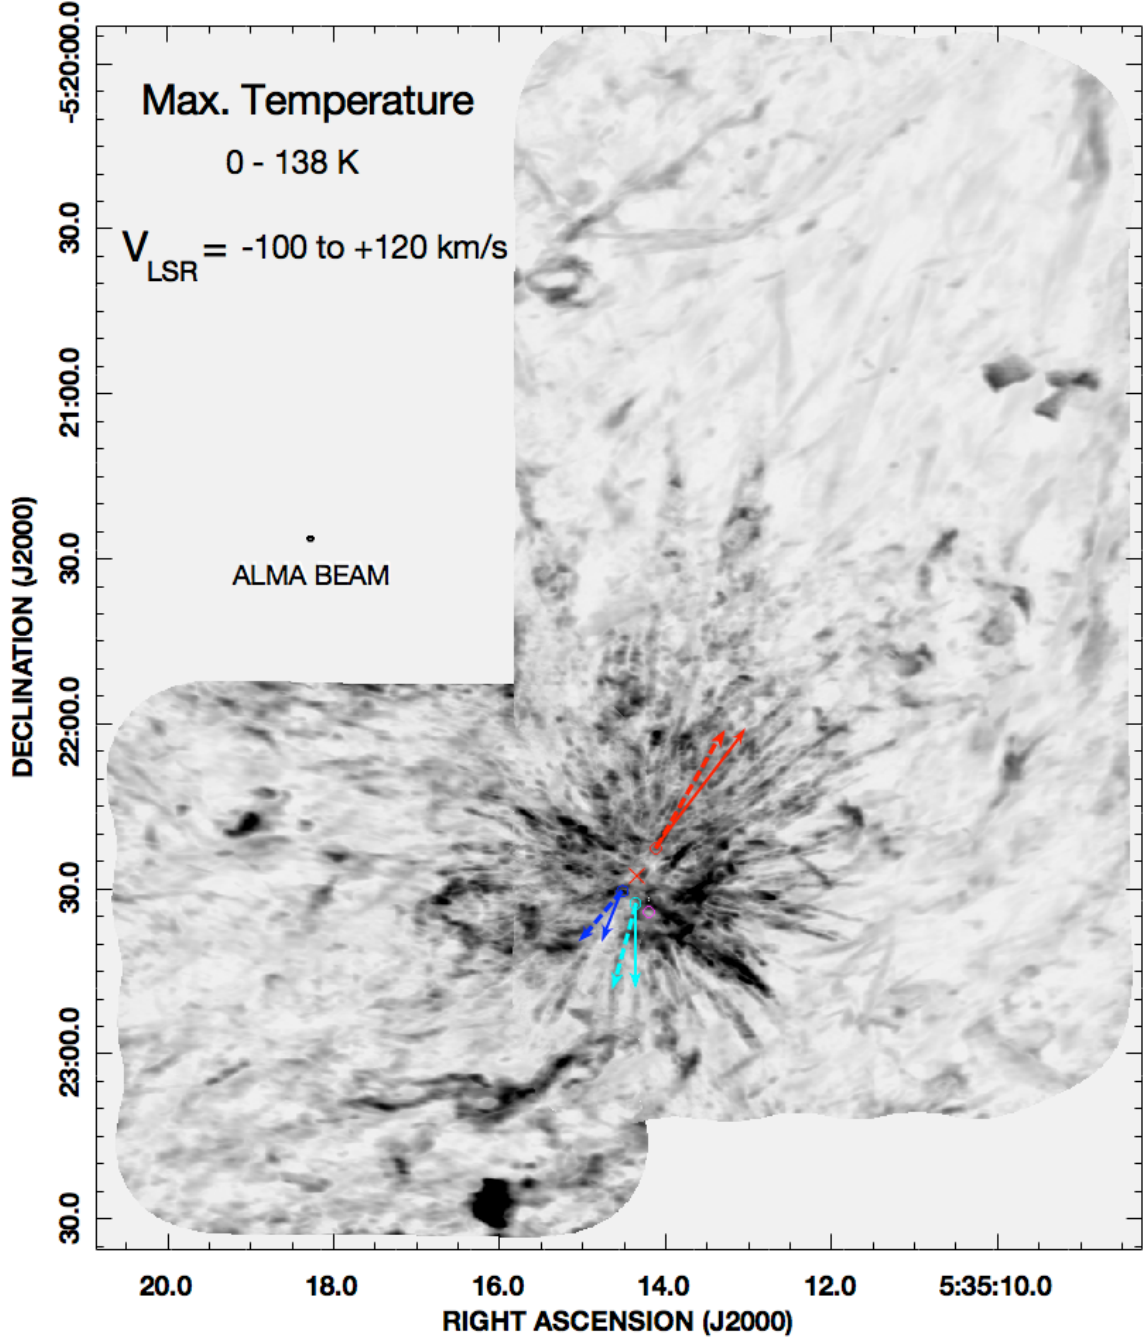 Max. Temperature
0 - 138 K
V LSR = -100 to +120 km/s
ALMA BEAM
DECLINATION (J2000)
-5:20:00.0
30.0
21:00.0
30.0
22:00.0
30.0
23:00.0
30.0
20.0 18.0 16.0 14.0 12.0 5:35:10.0
RIGHT ASCENSION (J2000)